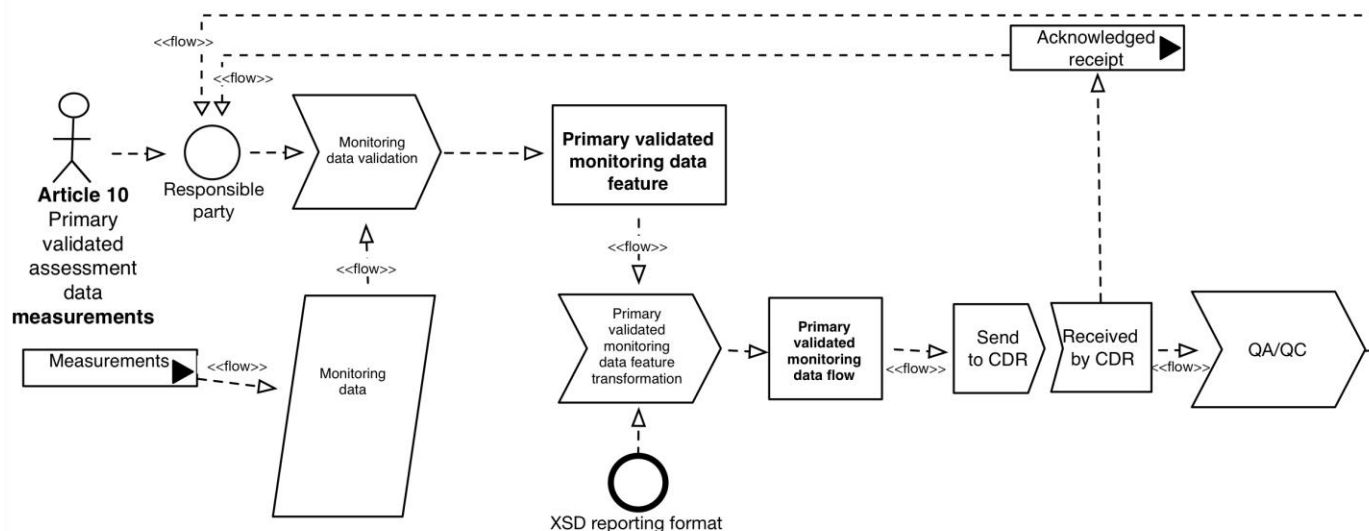 <<flow>>
Acknowledged
receipt
<<flow>>
Article 10
Primary
validated
assessment
data
measurements
Responsible
party
Monitoring
data validation
Primary validated
monitoring data
feature
<<flow>>
<<flow>>
Measurements
<<flow>>
Monitoring
data
Primary
validated
monitoring
data feature
transformation
Primary
validated
monitoring
data flow
<<flow>>
Send
to CDR
Received
by CDR
<<flow>>
QA/QC
XSD reporting format